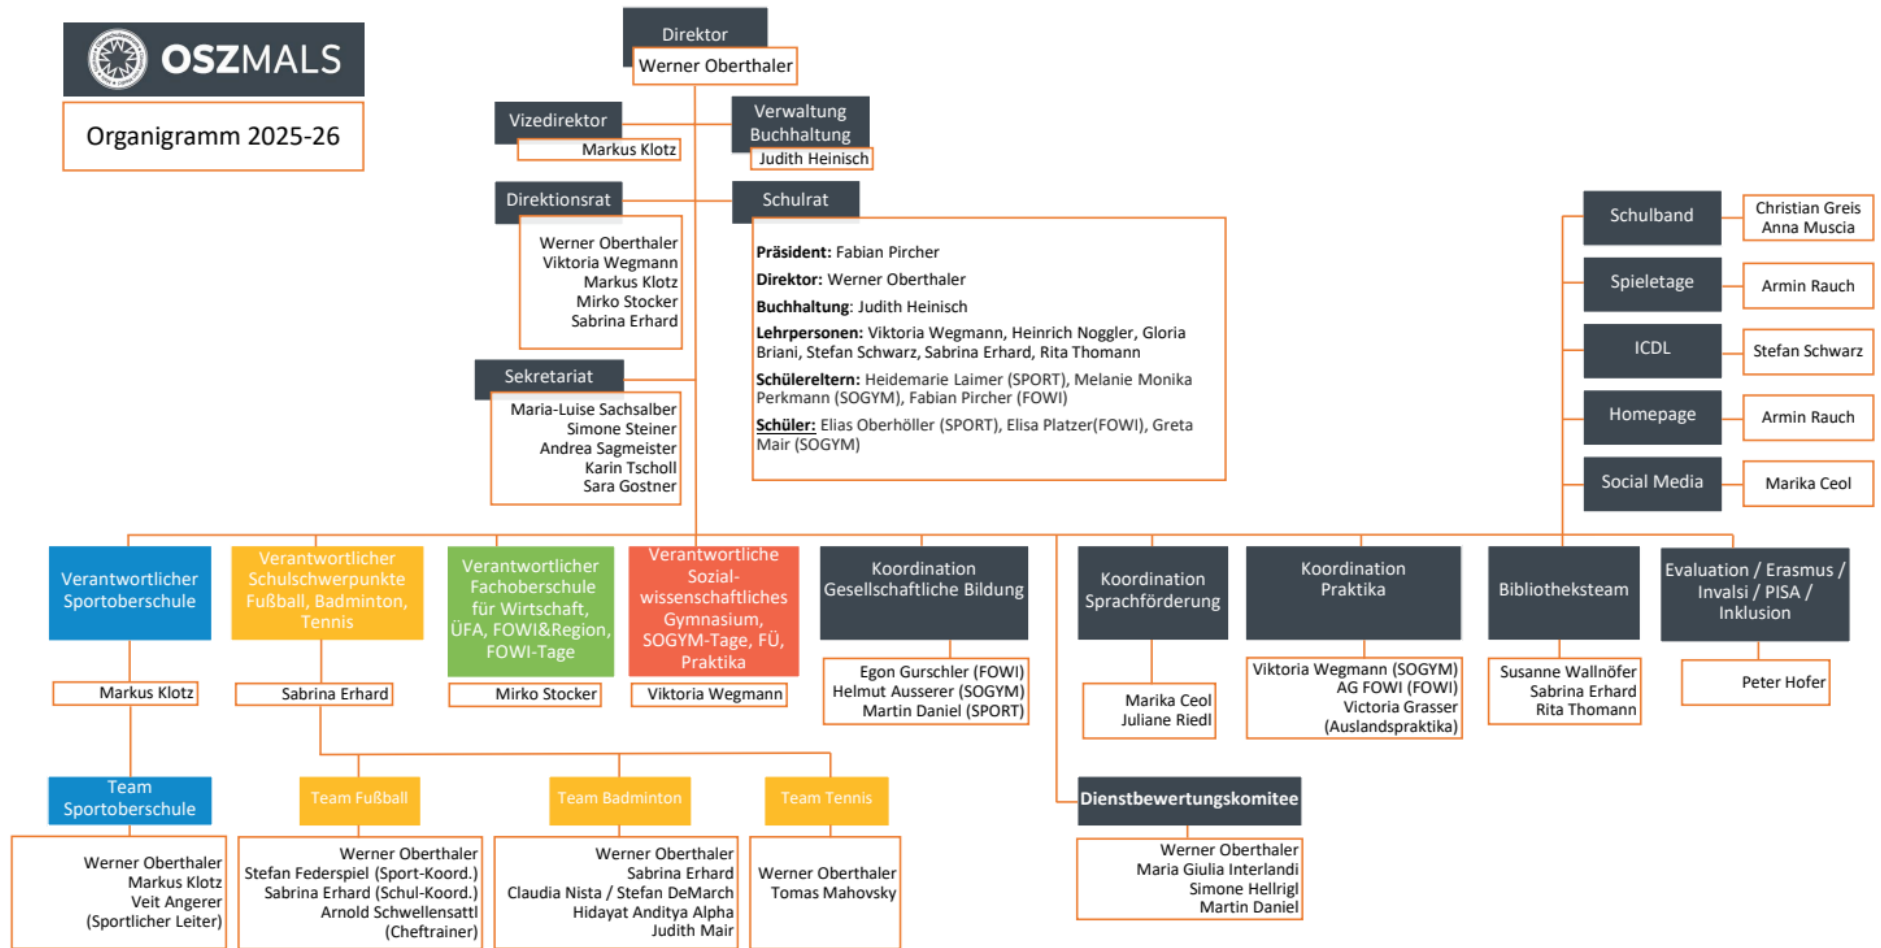 OSZMALS
Organigramm 2025-26
Direktor
Werner Oberthaler
Vizedirektor
Markus Klotz
Verwaltung
Buchhaltung
Judith Heinisch
Direktionsrat
Werner Oberthaler
Viktoria Wegmann
Markus Klotz
Mirko Stocker
Sabrina Erhard
Schulrat
Präsident: Fabian Pircher
Direktor: Werner Oberthaler
Buchhaltung: Judith Heinisch
Lehrpersonen: Viktoria Wegmann, Heinrich Noggler, Gloria
Briani, Stefan Schwarz, Sabrina Erhard, Rita Thomann
Schülereltern: Heidemarie Laimer (SPORT), Melanie Monika
Perkmann (SOGYM), Fabian Pircher (FOWI)
Schüler: Elias Oberhöller (SPORT), Elisa Platzer(FOWI), Greta
Mair (SOGYM)
Sekretariat
Maria-Luise Sachsalber
Simone Steiner
Andrea Sagmeister
Karin Tscholl
Sara Gostner
Schulband
Christian Greis
Anna Muscia
Spieletage
Armin Rauch
ICDL
Stefan Schwarz
Homepage
Armin Rauch
Social Media
Marika Ceol
Verantwortlicher
Sportoberschule
Markus Klotz
Verantwortlicher
Schulschwerpunkte
Fußball, Badminton,
Tennis
Sabrina Erhard
Verantwortlicher
Fachoberschule
für Wirtschaft,
ÜFA, FOWI&Region,
FOWI-Tage
Mirko Stocker
Verantwortliche
Sozial-
wissenschaftliches
Gymnasium,
SOGYM-Tage, FÜ,
Praktika
Viktoria Wegmann
Koordination
Gesellschaftliche Bildung
Egon Gurschler (FOWI)
Helmut Ausserer (SOGYM)
Martin Daniel (SPORT)
Koordination
Sprachförderung
Marika Ceol
Juliane Riedl
Koordination
Praktika
Viktoria Wegmann (SOGYM)
AG FOWI (FOWI)
Victoria Grasser
(Auslandspraktika)
Bibliotheksteam
Susanne Wallnöfer
Sabrina Erhard
Rita Thomann
Evaluation / Erasmus /
Invalsi / PISA /
Inklusion
Peter Hofer
Team
Sportoberschule
Werner Oberthaler
Markus Klotz
Veit Angerer
(Sportlicher Leiter)
Team Fußball
Werner Oberthaler
Stefan Federspiel (Sport-Koord.)
Sabrina Erhard (Schul-Koord.)
Arnold Schwellensattl
(Cheftrainer)
Team Badminton
Werner Oberthaler
Sabrina Erhard
Claudia Nista / Stefan DeMarch
Hidayat Anditya Alpha
Judith Mair
Team Tennis
Werner Oberthaler
Tomas Mahovsky
Dienstbewertungskomitee
Werner Oberthaler
Maria Giulia Interlandi
Simone Hellrigl
Martin Daniel